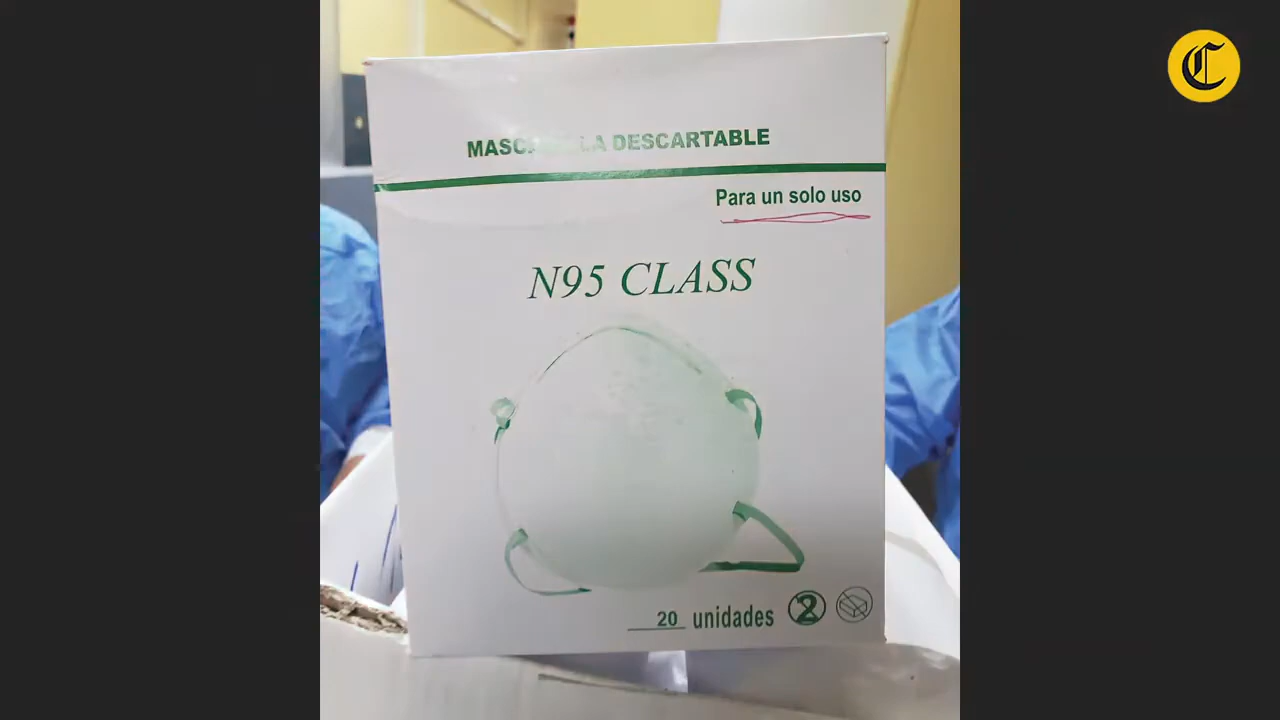 DESCARTABLE
Para un solo uso
N95 CLASS
20 unidades
2
C